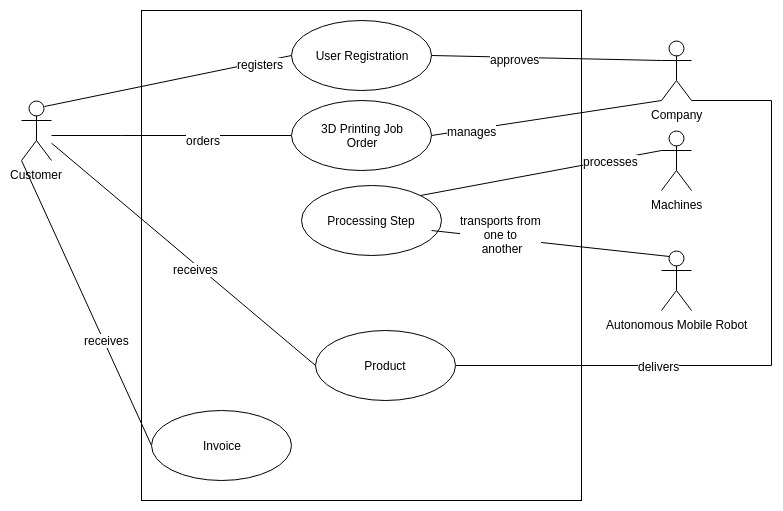 User Registration
registers
approves
3D Printing Job
Order
Company
manages
orders
processes
Customer
Machines
Processing Step
transports from
one to
another
receives
Autonomous Mobile Robot
receives
Product
delivers
Invoice